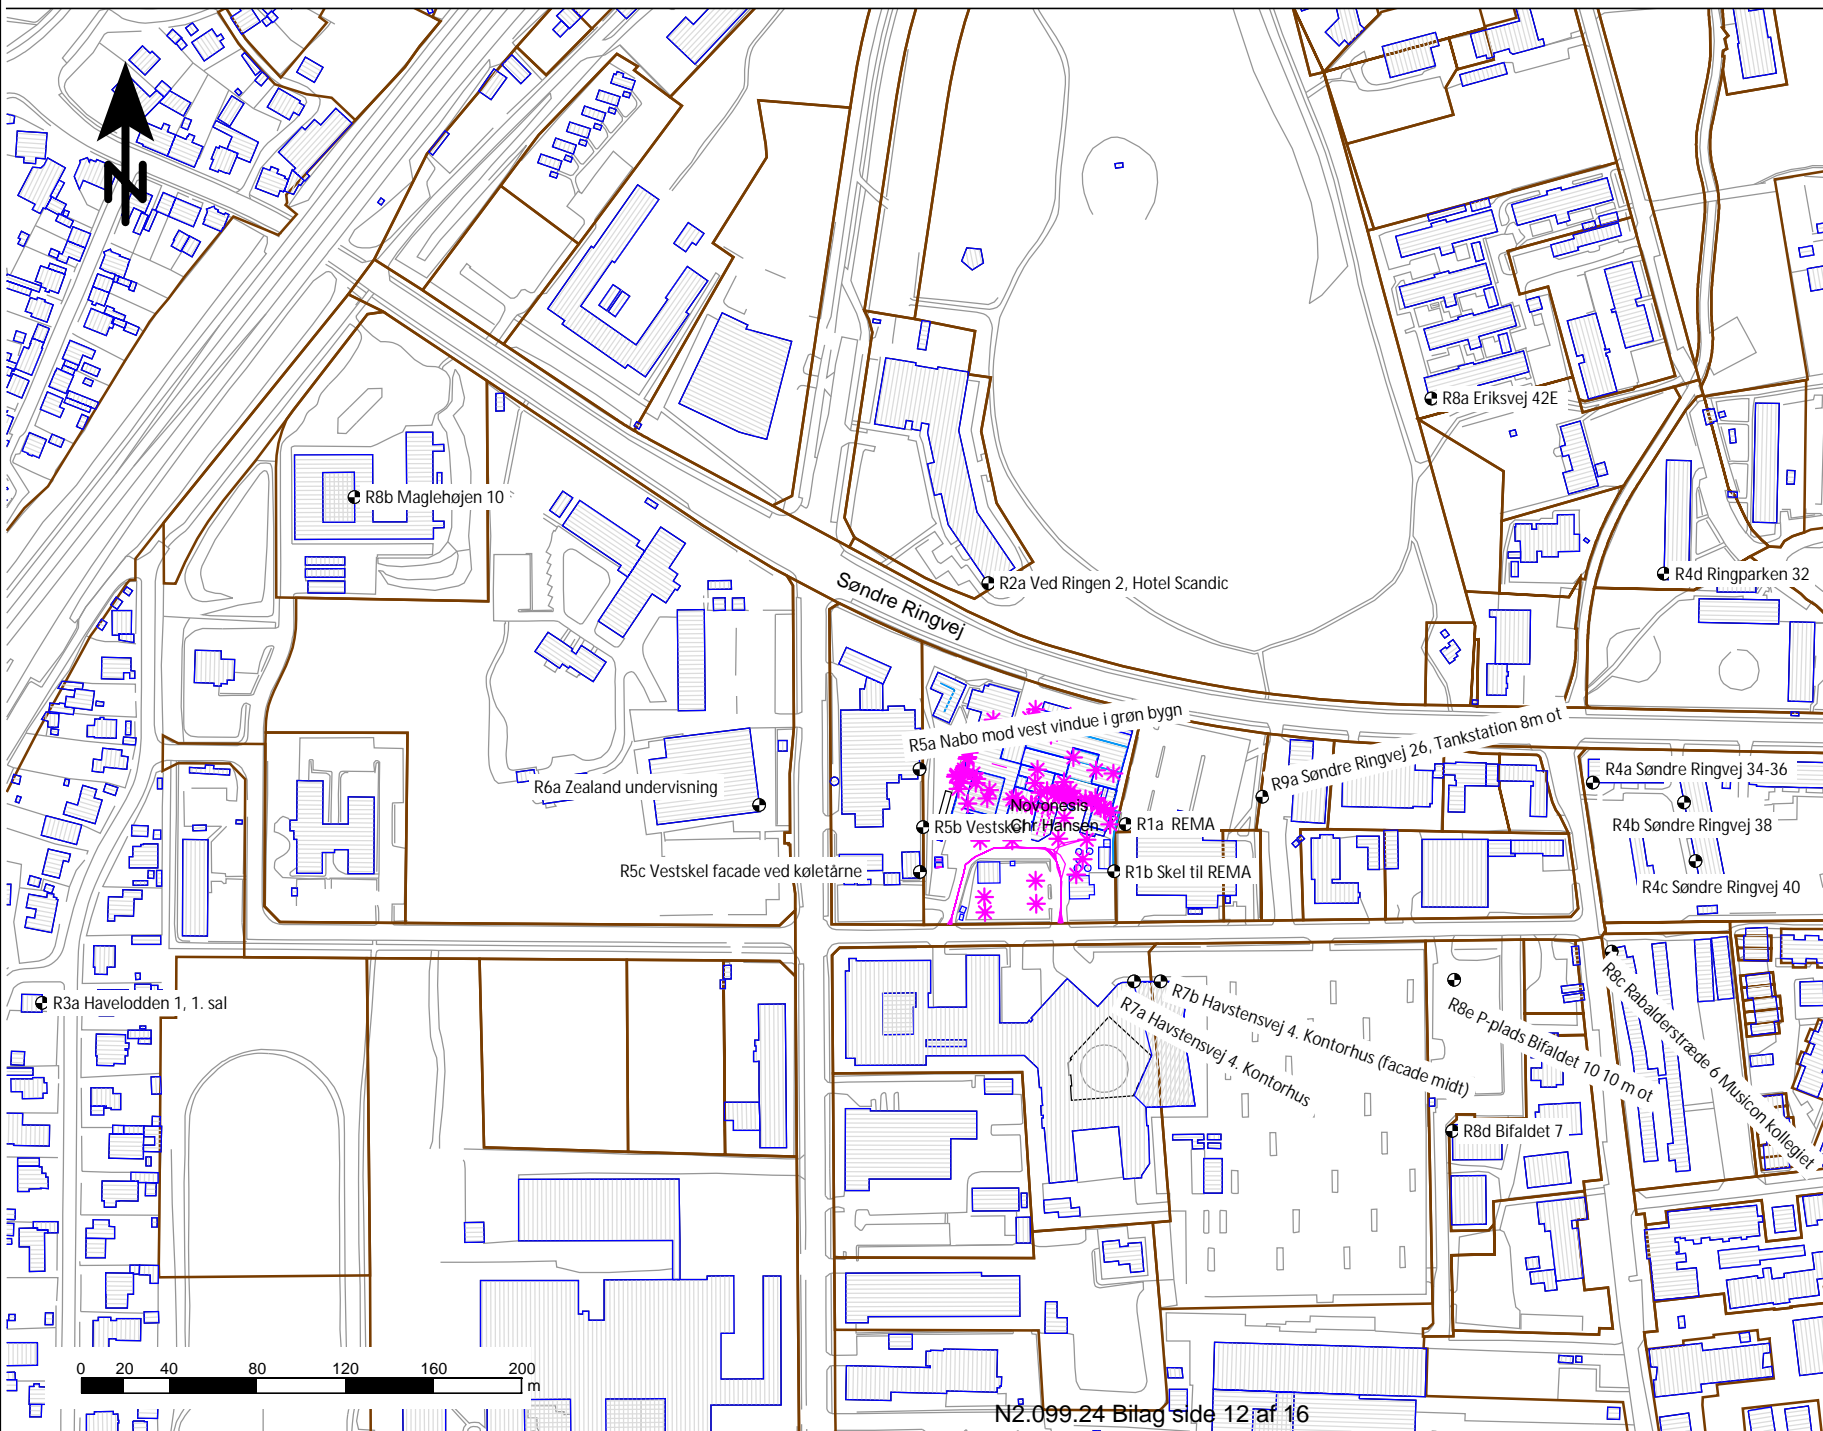 N
R8a Eriksvej 42E
R8b Maglehøjen 10
R2a Ved Ringen 2, Hotel Scandic
R4d Ringparken 32
Søndre Ringvej
R5a Nabo mod vest vindue i grøn bygn
R9a Søndre Ringvej 26, Tankstation 8m ot
R6a Zealand undervisning
R4a Søndre Ringvej 34-36
Novonesis
Chr. Hansen
R5b Vestskel
R1a REMA
R4b Søndre Ringvej 38
R5c Vestskel facade ved køletårne
R1b Skel til REMA
R4c Søndre Ringvej 40
R3a Havelodden 1, 1. sal
R7b Havstensvej 4. Kontorhus (facade midt)
R7a Havstensvej 4. Kontorhus
R8e P-plads Bifaldet 10 10 m ot
R8c Rabalderstræde 6 Musicon kollegiet
R8d Bifaldet 7
0 20 40 80 120 160 200
m
N2.099.24 Bilag side 12 af 16